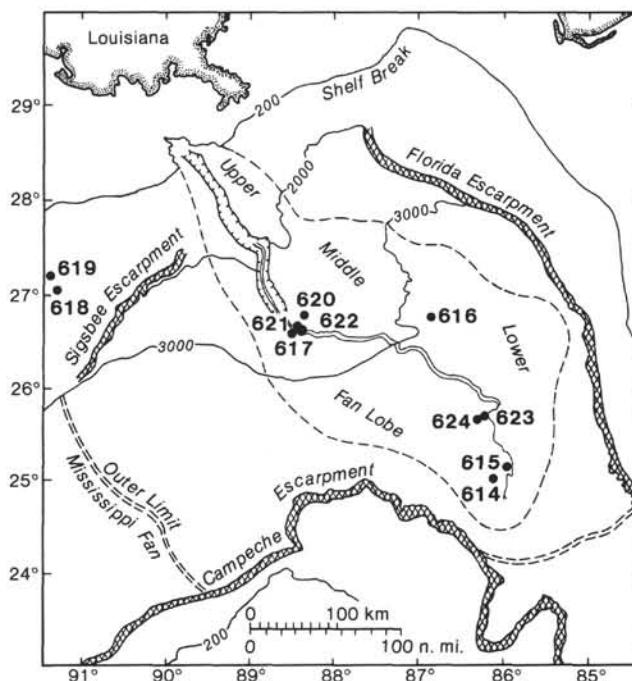 Louisiana
29°
200
Shelf Break
Upper
2000
Florida Escarpment
28°
3000
Middle
619
618
27°
Sigsbee Escarpment
620
621
622
617
616
Lower
3000
26°
Fan Lobe
624
623
615
614
25°
Outer Limit
Mississippi Fan
Campeche Escarpment
24°
200
0 100 km
0 100 n. mi.
91° 90° 89° 88° 87° 86° 85°